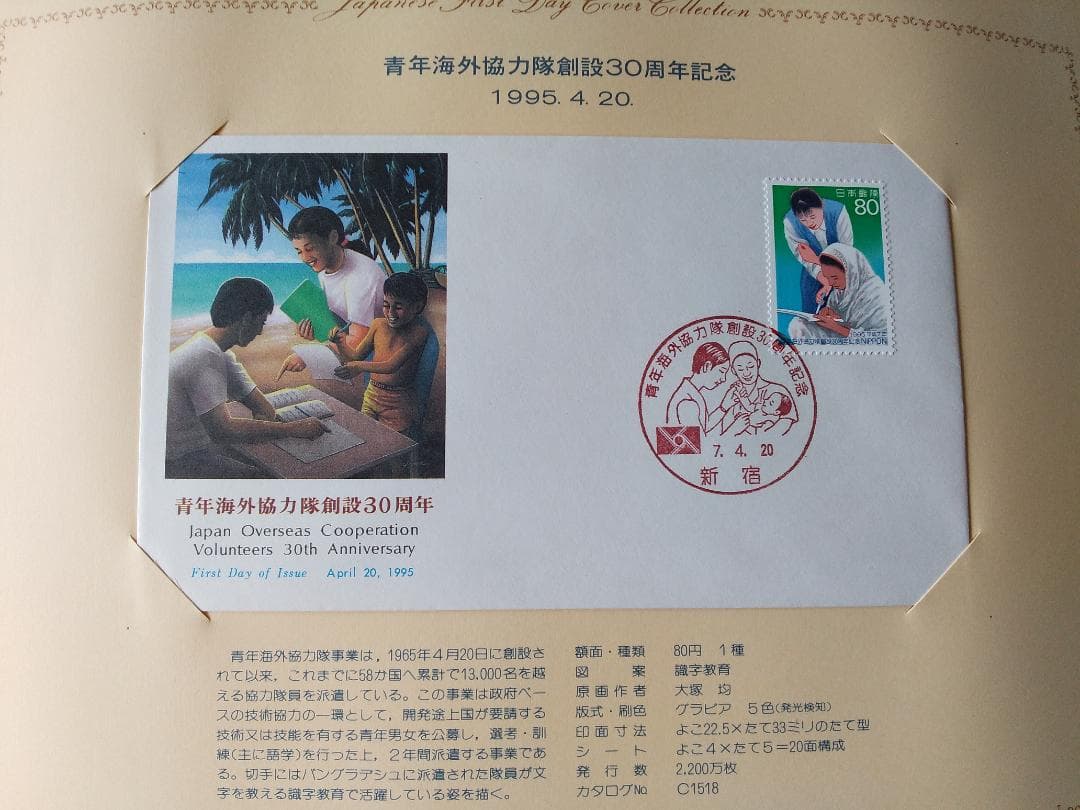 Japanese First Day Cover Collection
青年海外協力隊創設30周年記念
1995. 4. 20.
日本郵便
80
1995
NIPPON
青年海外協力隊創設30周年記念
7. 4. 20
新宿
青年海外協力隊創設30周年
Japan Overseas Cooperation
Volunteers 30th Anniversary
First Day of Issue April 20, 1995
青年海外協力隊事業は，1965年4月20日に創設さ
れて以来，これまでに58か国へ累計で13,000名を越
える協力隊員を派遣している。この事業は政府ベー
スの技術協力の一環として，開発途上国が要請する
技術又は技能を有する青年男女を公募し，選考・訓
練(主に語学)を行った上，2年間派遣する事業であ
る。切手にはバングラデシュに派遣された隊員が文
字を教える識字教育で活躍している姿を描く。
額面・種類 80円 1種
図案 識字教育
原画作者 大塚 均
版式・刷色 グラビア 5色(発光検知)
印面寸法 よこ22.5×たて33ミリのたて型
シート よこ4×たて5＝20面構成
発行数 2,200万枚
カタログ№ C1518